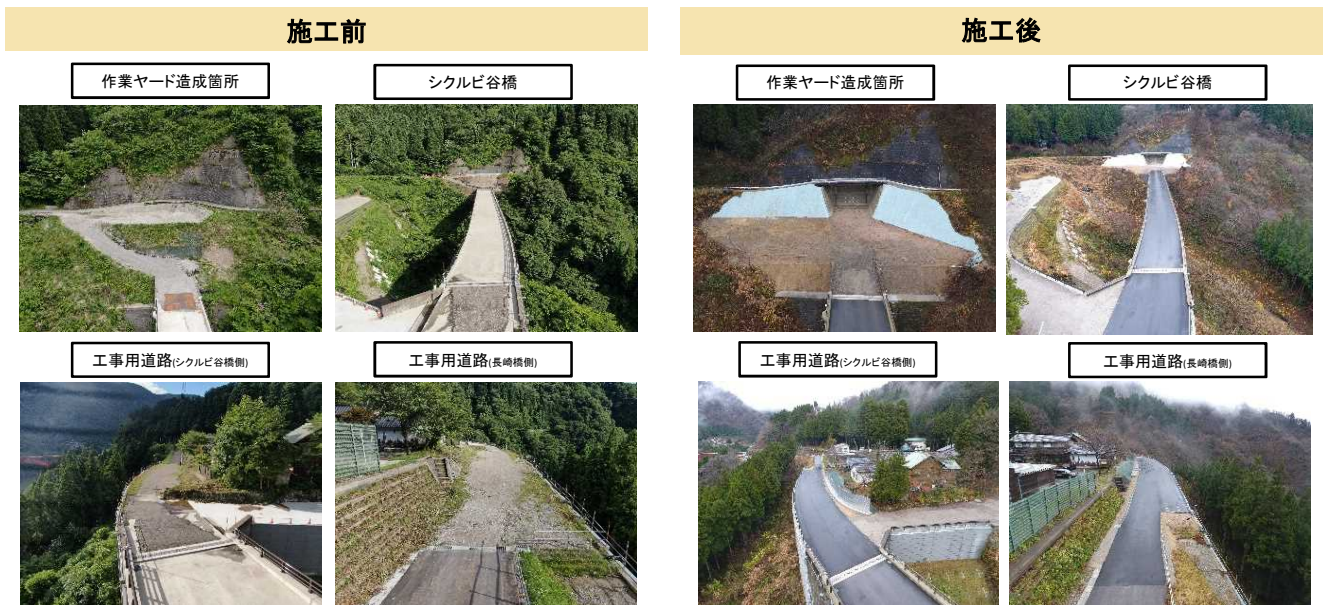 施工前
作業ヤード造成箇所
シクルビ谷橋
工事用道路(シクルビ谷橋側)
工事用道路(長崎橋側)
施工後
作業ヤード造成箇所
シクルビ谷橋
工事用道路(シクルビ谷橋側)
工事用道路(長崎橋側)